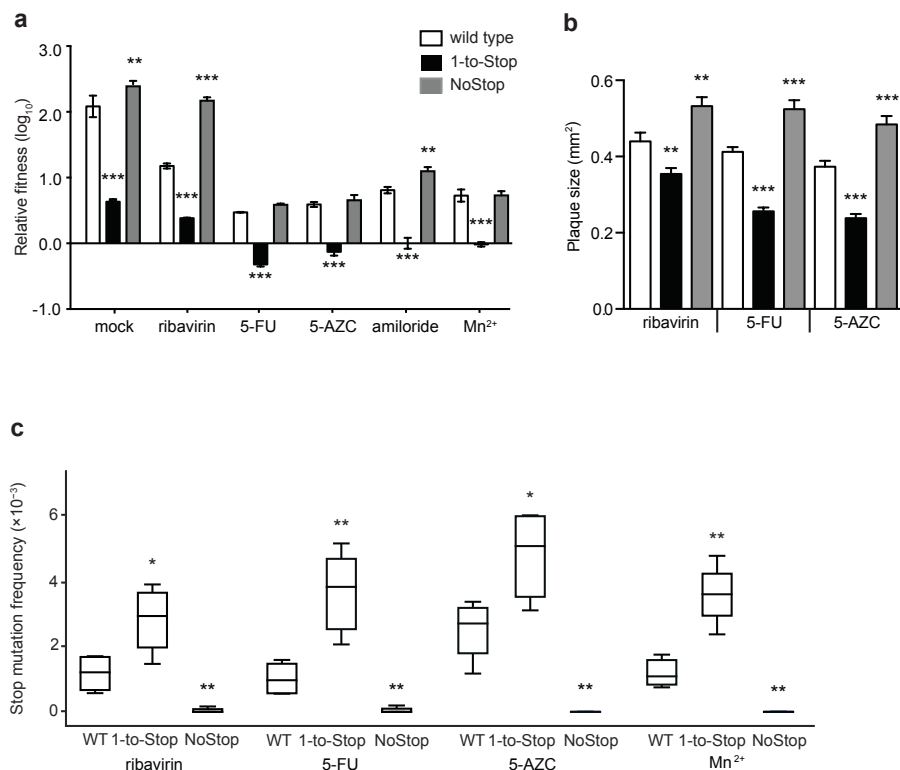 a
Relative fitness (log₁₀)
3.0
2.0
1.0
0.0
-1.0
wild type
1-to-Stop
NoStop
** *** ** 
*** *** *** *** *** ***
mock ribavirin 5-FU 5-AZC amiloride Mn²⁺
b
Plaque size (mm²)
0.6
0.4
0.2
0.0
** *** ***
** *** ***
ribavirin 5-FU 5-AZC
c
Stop mutation frequency (×10⁻³)
6
4
2
0
* ** * **
** ** ** **
WT 1-to-Stop NoStop WT 1-to-Stop NoStop WT 1-to-Stop NoStop WT 1-to-Stop NoStop
ribavirin 5-FU 5-AZC Mn²⁺